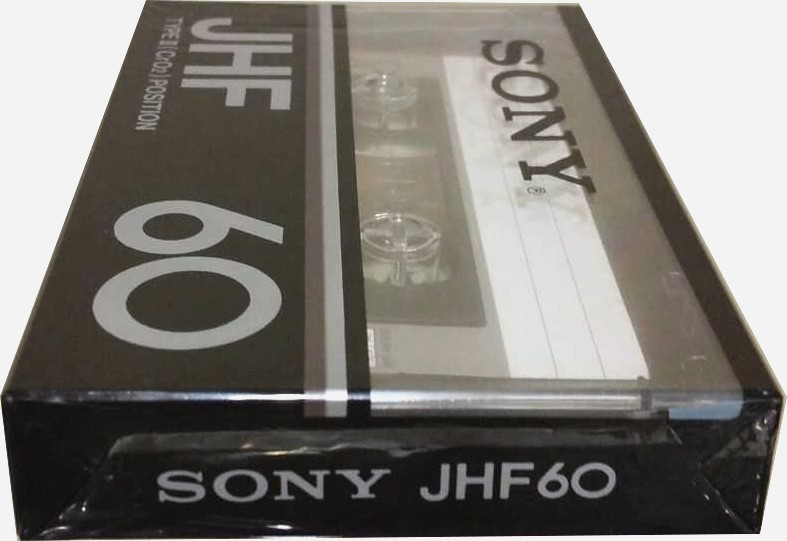 JHF
TYPE II (CrO2) POSITION
60
SONY®
SONY JHF60